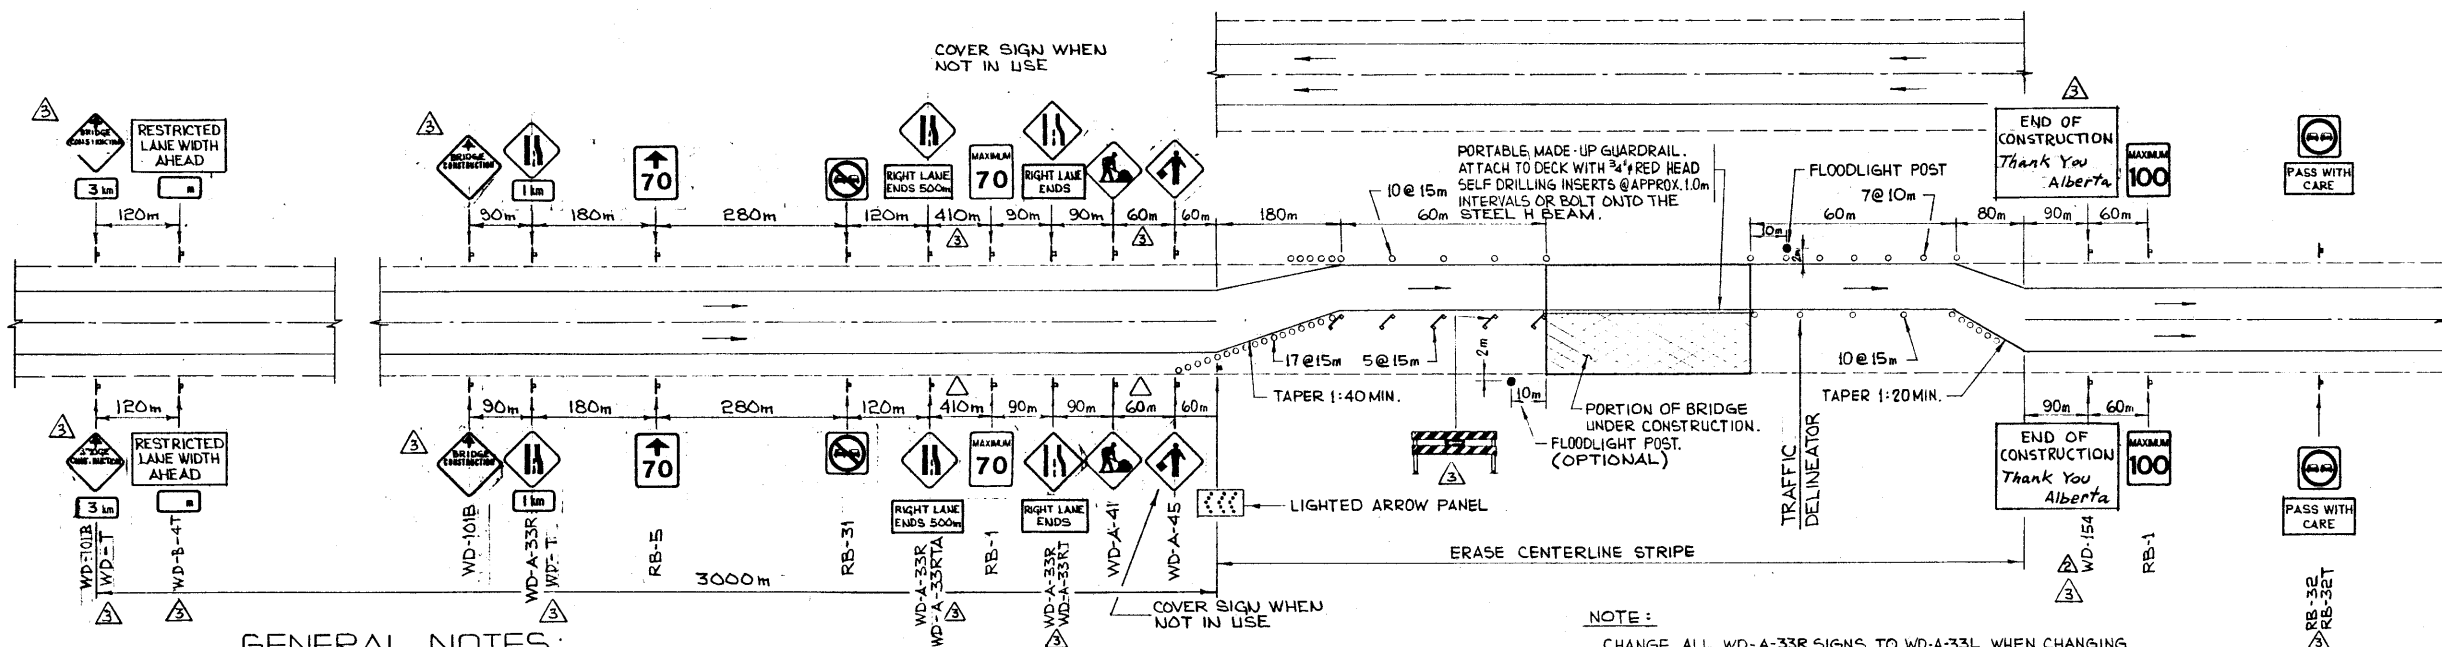 COVER SIGN WHEN
NOT IN USE
3
BRIDGE
CONSTRUCTION
3 km
RESTRICTED
LANE WIDTH
AHEAD
m
120m
3
BRIDGE
CONSTRUCTION
1 km
70
RIGHT LANE
ENDS 500m
MAXIMUM
70
RIGHT LANE
ENDS
90m
180m
280m
120m
410m
90m
90m
60m
60m
180m
60m
3
3
10@15m
PORTABLE MADE-UP GUARDRAIL.
ATTACH TO DECK WITH 3/4"φ RED HEAD
SELF DRILLING INSERTS @ APPROX. 1.0m
INTERVALS OR BOLT ONTO THE
STEEL H BEAM.
FLOODLIGHT POST
7@10m
60m
80m
90m
60m
10m
2m
3
END OF
CONSTRUCTION
Thank You
Alberta
MAXIMUM
100
PASS WITH
CARE
17@15m
5@15m
TAPER 1:40 MIN.
2m
10m
10@15m
TAPER 1:20 MIN.
PORTION OF BRIDGE
UNDER CONSTRUCTION.
FLOODLIGHT POST.
(OPTIONAL)
3
TRAFFIC
DELINEATOR
LIGHTED ARROW PANEL
ERASE CENTERLINE STRIPE
120m
90m
180m
280m
120m
410m
90m
90m
60m
60m
90m
60m
3
3 km
RESTRICTED
LANE WIDTH
AHEAD
m
3
BRIDGE
CONSTRUCTION
1 km
70
RIGHT LANE
ENDS 500m
MAXIMUM
70
RIGHT LANE
ENDS
END OF
CONSTRUCTION
Thank You
Alberta
MAXIMUM
100
PASS WITH
CARE
WD-101B
WD-T
WD-B-4T
WD-101B
WD-A-33R
WD-T
RB-5
RB-31
WD-A-33R
WD-A-33RTA
RB-1
WD-A-33R
WD-A-33RT
WD-A-41
WD-A-45
WD-154
RB-1
RB-32
RB-32T
3000m
3
3
3
3
3
2
3
3
COVER SIGN WHEN
NOT IN USE
GENERAL NOTES:
NOTE:
CHANGE ALL WD-A-33R SIGNS TO WD-A-33L WHEN CHANGING